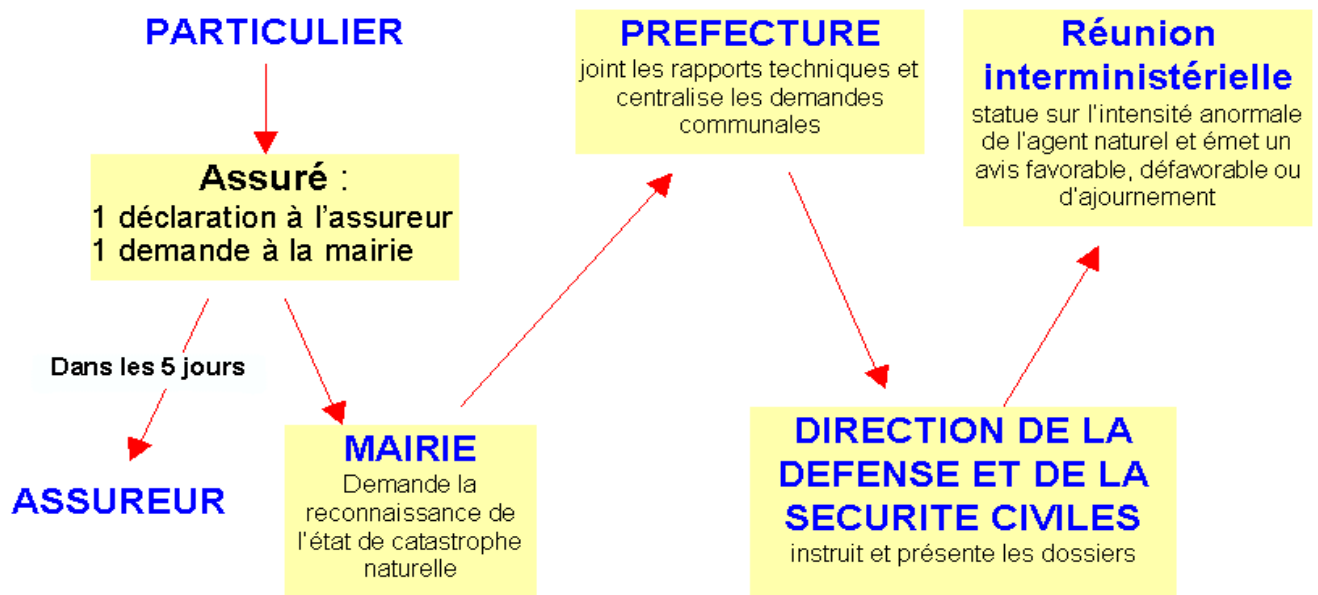 PARTICULIER
Assuré :
1 déclaration à l'assureur
1 demande à la mairie
Dans les 5 jours
ASSUREUR
MAIRIE
Demande la
reconnaissance de
l'état de catastrophe
naturelle
PREFECTURE
joint les rapports techniques et
centralise les demandes
communales
DIRECTION DE LA
DEFENSE ET DE LA
SECURITE CIVILES
instruit et présente les dossiers
Réunion
interministérielle
statue sur l'intensité anormale
de l'agent naturel et émet un
avis favorable, défavorable ou
d'ajournement